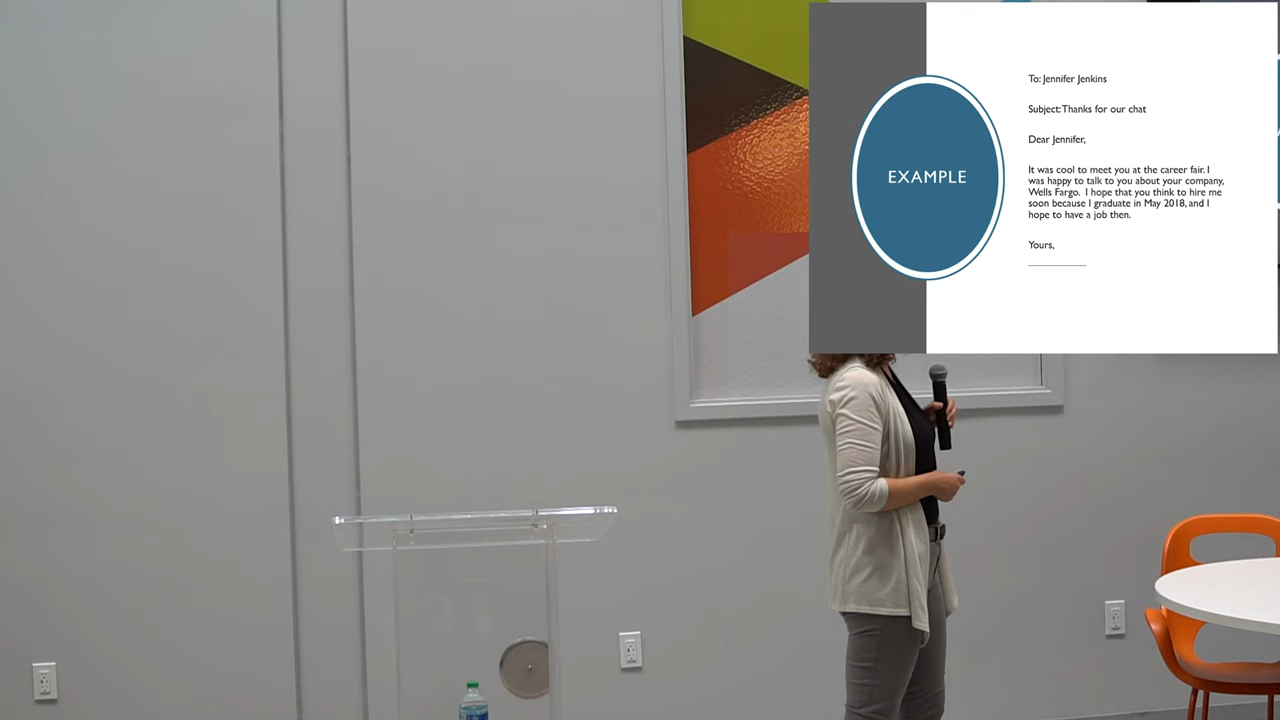 EXAMPLE
To: Jennifer Jenkins
Subject: Thanks for our chat
Dear Jennifer,
It was cool to meet you at the career fair. I
was happy to talk to you about your company,
Wells Fargo. I hope that you think to hire me
soon because I graduate in May 2018, and I
hope to have a job then.
Yours,